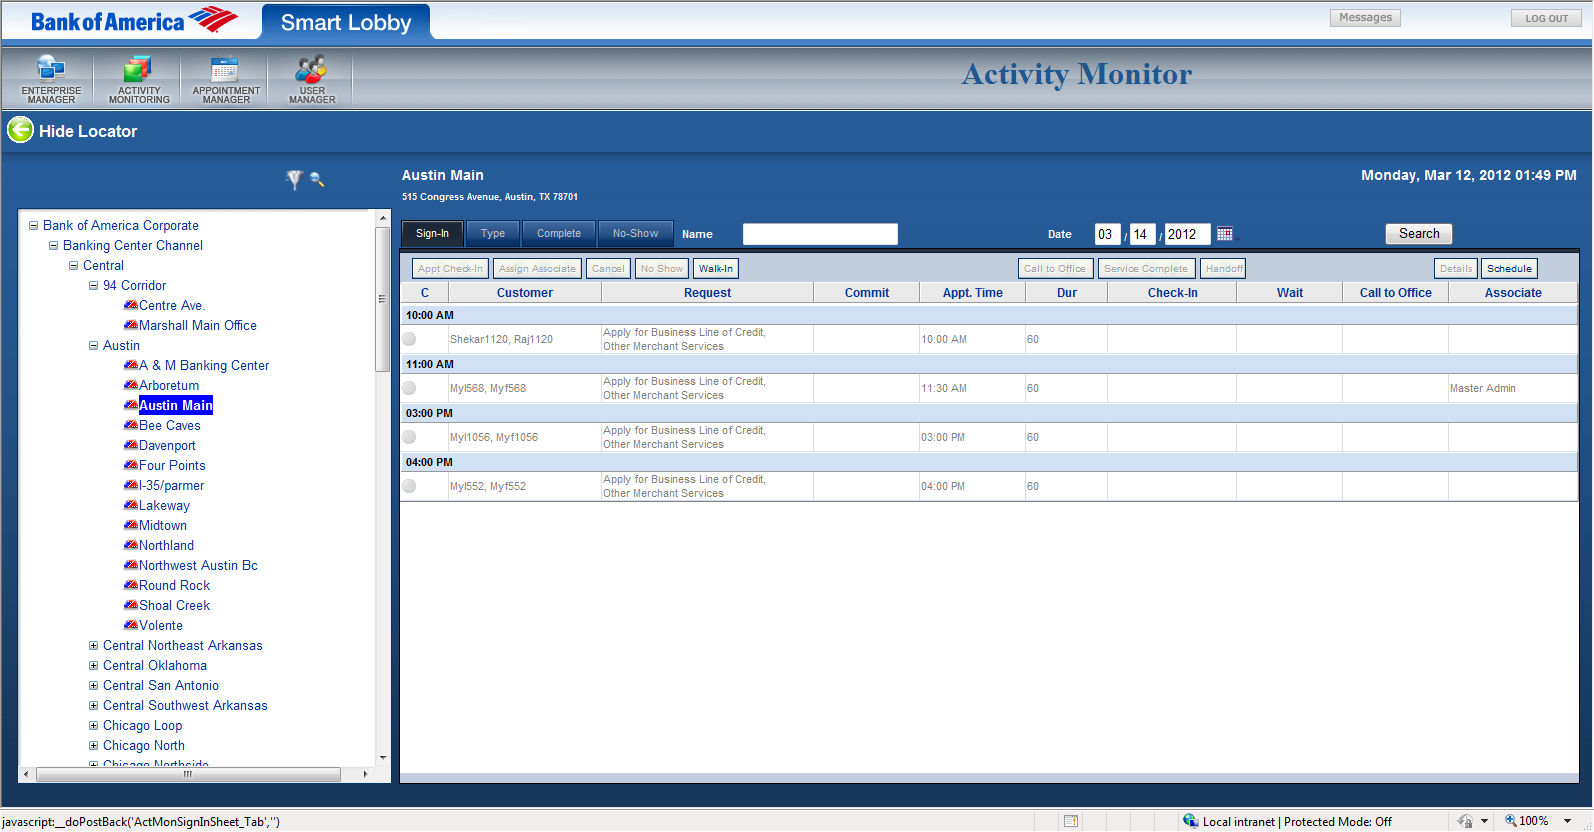 Bank of America
Smart Lobby
Messages
LOG OUT
ENTERPRISE MANAGER
ACTIVITY MONITORING
APPOINTMENT MANAGER
USER MANAGER
Activity Monitor
Hide Locator
Austin Main
Monday, Mar 12, 2012 01:49 PM
515 Congress Avenue, Austin, TX 78701
Bank of America Corporate
Banking Center Channel
Central
94 Corridor
Centre Ave.
Marshall Main Office
Austin
A & M Banking Center
Arboretum
Austin Main
Bee Caves
Davenport
Four Points
I-35/parmer
Lakeway
Midtown
Northland
Northwest Austin Bc
Round Rock
Shoal Creek
Volente
Central Northeast Arkansas
Central Oklahoma
Central San Antonio
Central Southwest Arkansas
Chicago Loop
Chicago North
Chicago Northside
Sign-In Type Complete No-Show Name Date 03 / 14 / 2012 Search
Appt Check-In Assign Associate Cancel No Show Walk-In Call to Office Service Complete Handoff Details Schedule
C Customer Request Commit Appt. Time Dur Check-In Wait Call to Office Associate
10:00 AM
Shekar1120, Raj1120 Apply for Business Line of Credit, 10:00 AM 60
Other Merchant Services
11:00 AM
Myl568, Myf568 Apply for Business Line of Credit, 11:30 AM 60 Master Admin
Other Merchant Services
03:00 PM
Myl1056, Myf1056 Apply for Business Line of Credit, 03:00 PM 60
Other Merchant Services
04:00 PM
Myl552, Myf552 Apply for Business Line of Credit, 04:00 PM 60
Other Merchant Services
javascript:__doPostBack('ActMonSignInSheet_Tab','')
Local intranet | Protected Mode: Off
100%